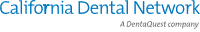 California Dental Network
A DentaQuest company